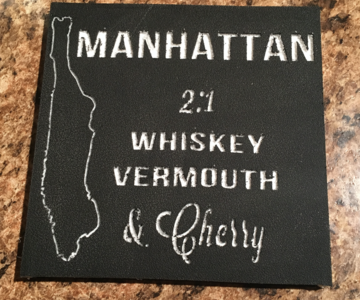 MANHATTAN
2:1
WHISKEY
VERMOUTH
& Cherry